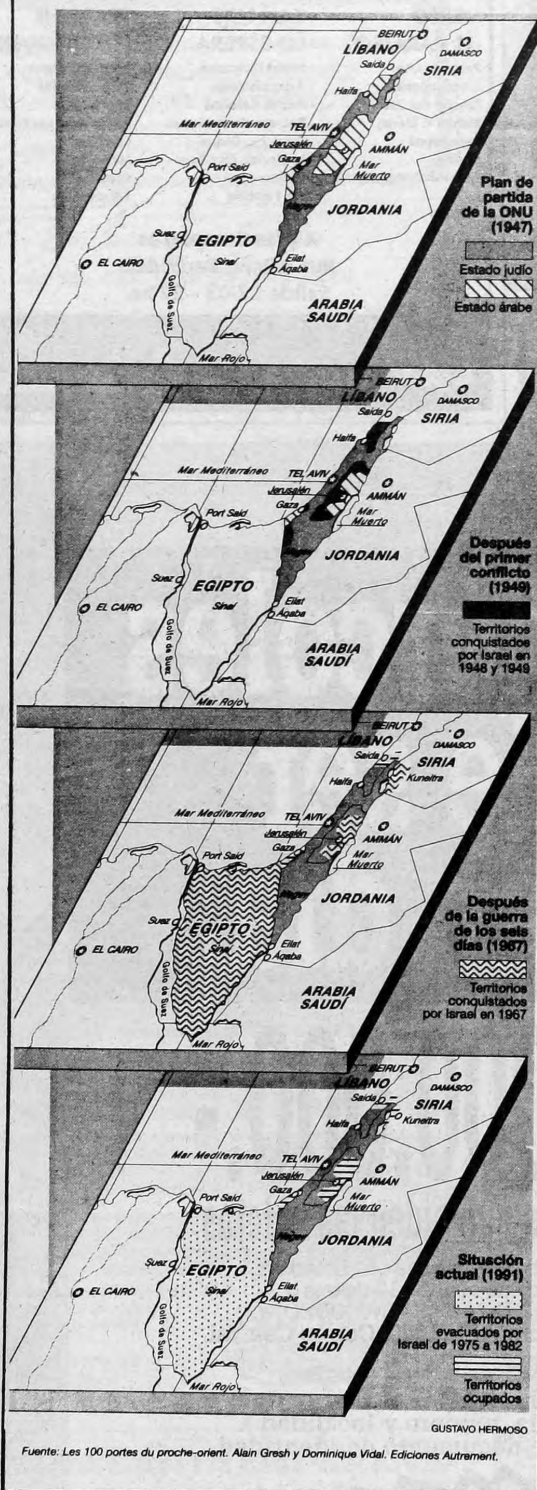 BEIRUT
DAMASCO
LÍBANO
Saida
SIRIA
Haifa
Mar Mediterráneo
TEL AVIV
Jerusalén
AMMÁN
Gaza
Mar Muerto
Port Said
Neguev
JORDANIA
Suez
EGIPTO
Sinaí
EL CAIRO
Eilat
Aqaba
Golfo de Suez
ARABIA
SAUDÍ
Mar Rojo
Plan de
partida
de la ONU
(1947)
Estado judío
Estado árabe
BEIRUT
DAMASCO
LÍBANO
Saida
SIRIA
Haifa
Mar Mediterráneo
TEL AVIV
Jerusalén
AMMÁN
Gaza
Mar Muerto
Port Said
JORDANIA
Suez
EGIPTO
Sinaí
EL CAIRO
Eilat
Aqaba
Golfo de Suez
ARABIA
SAUDÍ
Mar Rojo
Después
del primer
conflicto
(1949)
Territorios
conquistados
por Israel en
1948 y 1949
BEIRUT
DAMASCO
LÍBANO
Saida
SIRIA
Kuneitra
Haifa
Mar Mediterráneo
TEL AVIV
Jerusalén
AMMÁN
Gaza
Mar Muerto
Port Said
JORDANIA
Suez
EGIPTO
Sinaí
EL CAIRO
Eilat
Aqaba
Golfo de Suez
ARABIA
SAUDÍ
Mar Rojo
Después
de la guerra
de los seis
días (1967)
Territorios
conquistados
por Israel en 1967
BEIRUT
DAMASCO
LÍBANO
Saida
SIRIA
Kuneitra
Haifa
Mar Mediterráneo
TEL AVIV
Jerusalén
AMMÁN
Gaza
Mar Muerto
Port Said
JORDANIA
Suez
EGIPTO
Sinaí
EL CAIRO
Eilat
Aqaba
Golfo de Suez
ARABIA
SAUDÍ
Mar Rojo
Situación
actual (1991)
Territorios
evacuados por
Israel de 1975 a 1982
Territorios
ocupados
GUSTAVO HERMOSO
Fuente: Les 100 portes du proche-orient. Alain Gresh y Dominique Vidal. Ediciones Autrement.